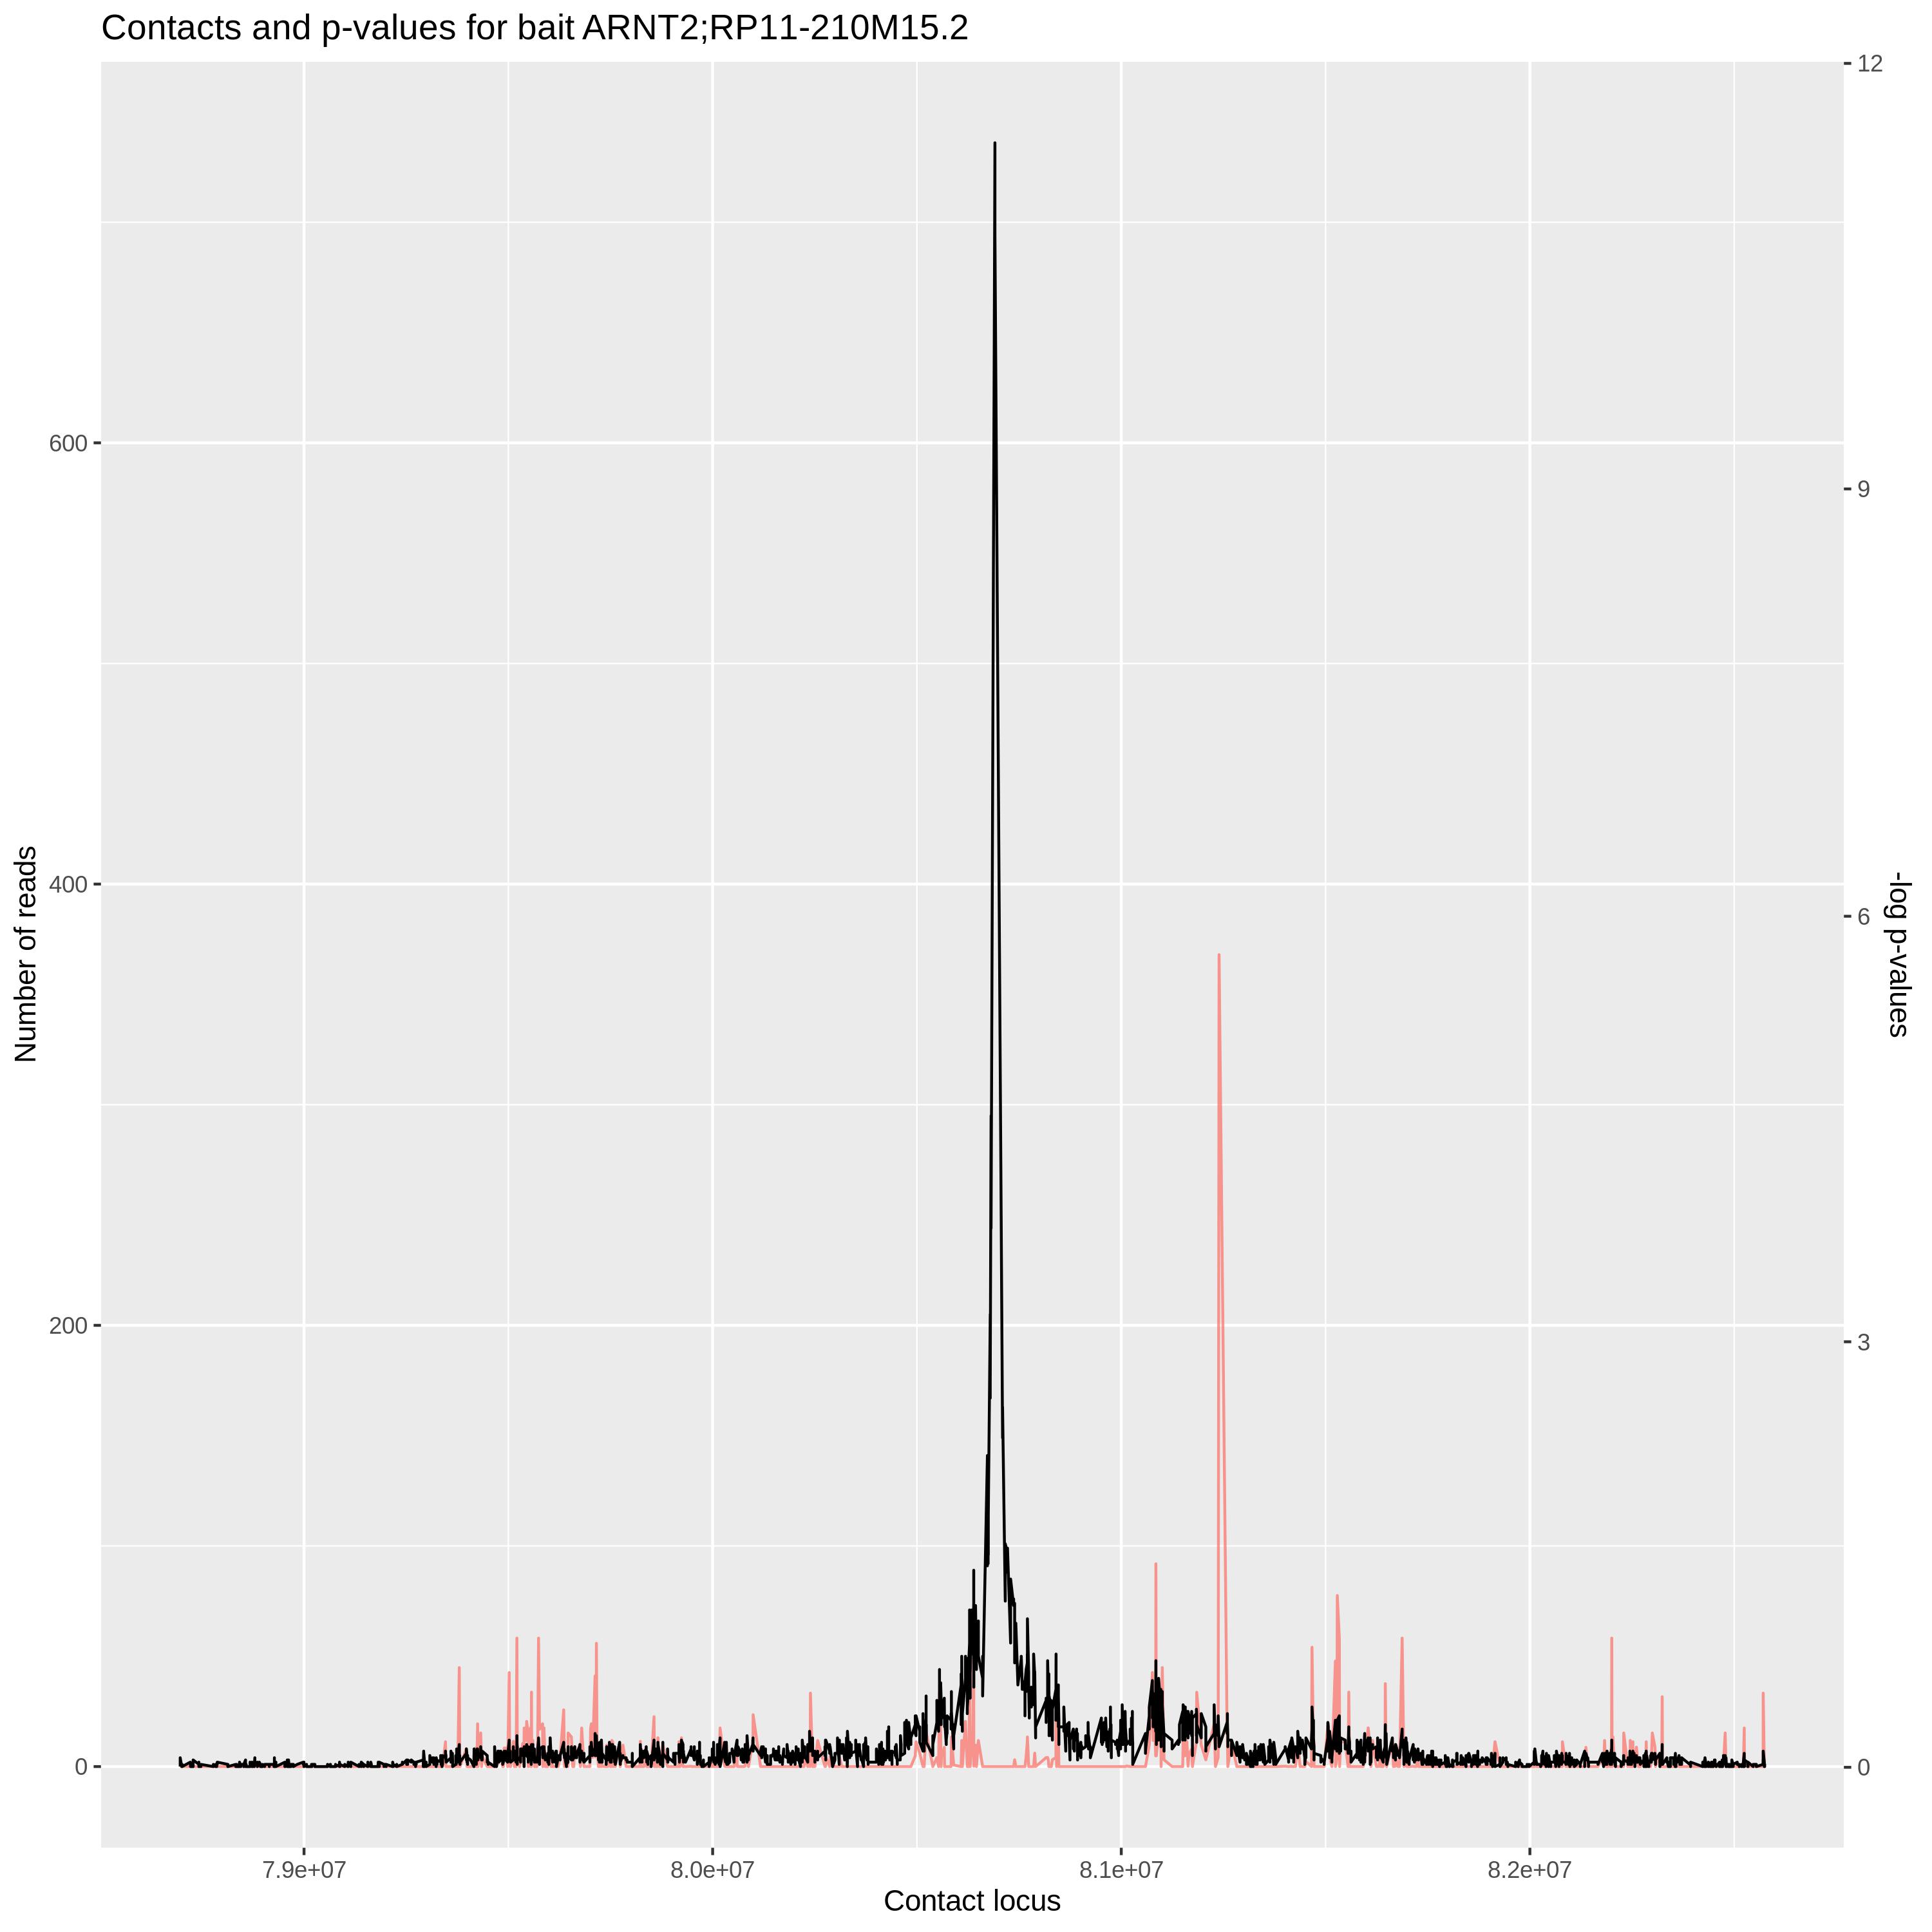 Contacts and p-values for bait ARNT2;RP11-210M15.2
Number of reads
600
400
200
0
12
9
6
3
0
-log p-values
7.9e+07 8.0e+07 8.1e+07 8.2e+07
Contact locus